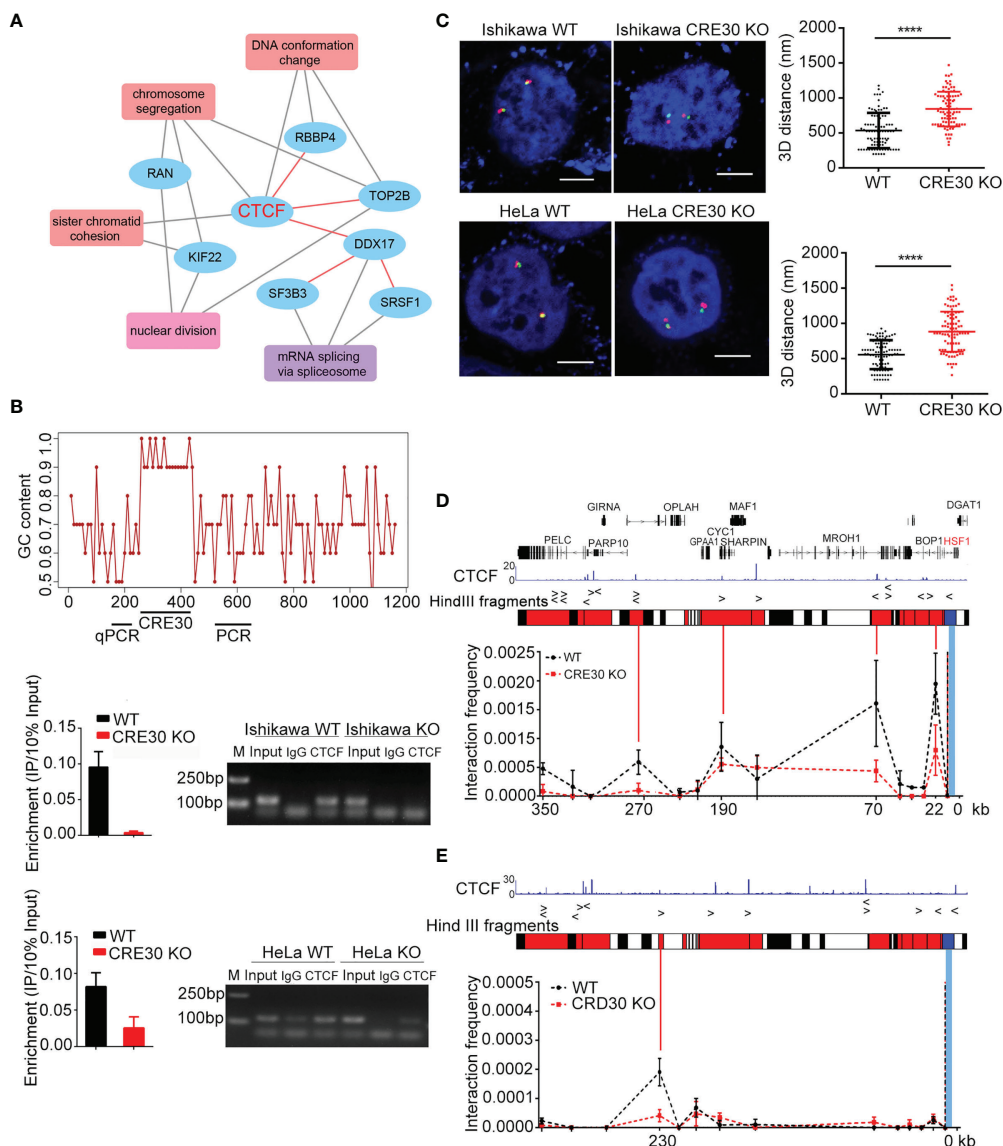 A
DNA conformation
change
chromosome
segregation
RBBP4
RAN
TOP2B
CTCF
sister chromatid
cohesion
DDX17
KIF22
SF3B3
SRSF1
nuclear division
mRNA splicing
via spliceosome
B
GC content
1.0
0.9
0.8
0.7
0.6
0.5
0 200 400 600 800 1000 1200
qPCR CRE30 PCR
Enrichment (IP/10% Input)
0.15
0.10
0.05
0.00
WT
CRE30 KO
Ishikawa WT Ishikawa KO
M Input IgG CTCF Input IgG CTCF
250bp
100bp
Enrichment (IP/10% Input)
0.15
0.10
0.05
0.00
WT
CRE30 KO
HeLa WT HeLa KO
M Input IgG CTCF Input IgG CTCF
250bp
100bp
C
Ishikawa WT Ishikawa CRE30 KO
HeLa WT HeLa CRE30 KO
3D distance (nm)
2000
1500
1000
500
0
****
WT CRE30 KO
3D distance (nm)
2000
1500
1000
500
0
****
WT CRE30 KO
D
DGAT1
GIRNA OPLAH MAF1
CYC1
PELC PARP10 GPAA1 SHARPIN MROH1 BOP1 HSF1
CTCF
20
0
HindIII fragments
Interaction frequency
0.0025
0.0020
0.0015
0.0010
0.0005
0.0000
WT
CRE30 KO
350 270 190 70 22 0 kb
E
CTCF
30
0
Hind III fragments
Interaction frequency
0.0005
0.0004
0.0003
0.0002
0.0001
0.0000
WT
CRD30 KO
230 0 kb